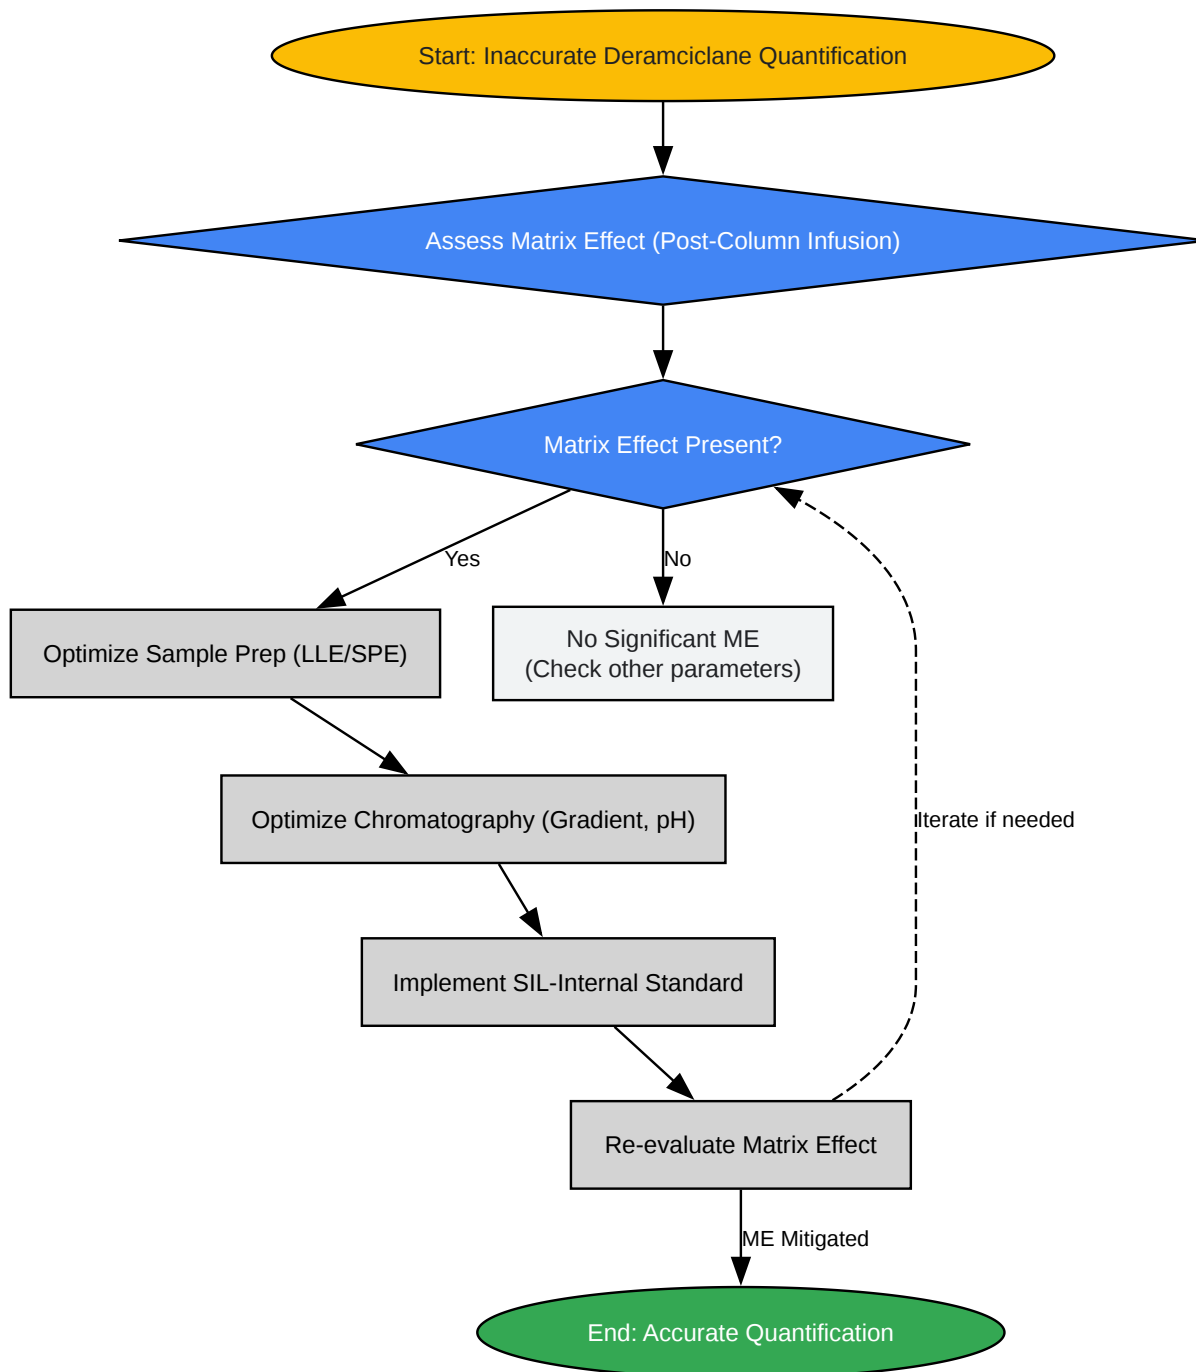 Start: Inaccurate Deramciclane Quantification
Assess Matrix Effect (Post-Column Infusion)
Matrix Effect Present?
Yes
No
Optimize Sample Prep (LLE/SPE)
No Significant ME
(Check other parameters)
Optimize Chromatography (Gradient, pH)
Iterate if needed
Implement SIL-Internal Standard
Re-evaluate Matrix Effect
ME Mitigated
End: Accurate Quantification